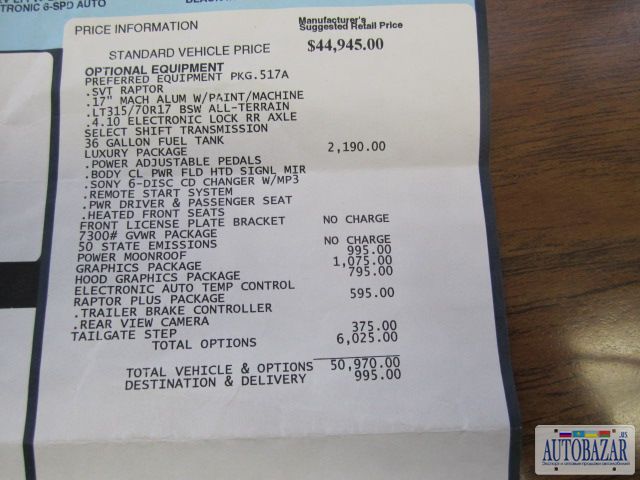 TRONIC 6-SPD AUTO
PRICE INFORMATION
Manufacturer's
Suggested Retail Price
STANDARD VEHICLE PRICE $44,945.00
OPTIONAL EQUIPMENT
PREFERRED EQUIPMENT PKG.517A
.SVT RAPTOR
.17" MACH ALUM W/PAINT/MACHINE
.LT315/70R17 BSW ALL-TERRAIN
.4.10 ELECTRONIC LOCK RR AXLE
SELECT SHIFT TRANSMISSION
36 GALLON FUEL TANK
LUXURY PACKAGE 2,190.00
.POWER ADJUSTABLE PEDALS
.BODY CL PWR FLD HTD SIGNL MIR
.SONY 6-DISC CD CHANGER W/MP3
.REMOTE START SYSTEM
.PWR DRIVER & PASSENGER SEAT
.HEATED FRONT SEATS
FRONT LICENSE PLATE BRACKET NO CHARGE
7300# GVWR PACKAGE
50 STATE EMISSIONS NO CHARGE
POWER MOONROOF 995.00
GRAPHICS PACKAGE 1,075.00
HOOD GRAPHICS PACKAGE 795.00
ELECTRONIC AUTO TEMP CONTROL
RAPTOR PLUS PACKAGE 595.00
.TRAILER BRAKE CONTROLLER
.REAR VIEW CAMERA
TAILGATE STEP 375.00
TOTAL OPTIONS 6,025.00
TOTAL VEHICLE & OPTIONS 50,970.00
DESTINATION & DELIVERY 995.00
AUTOBAZAR.US
Экспорт и оптовые продажи автомобилей